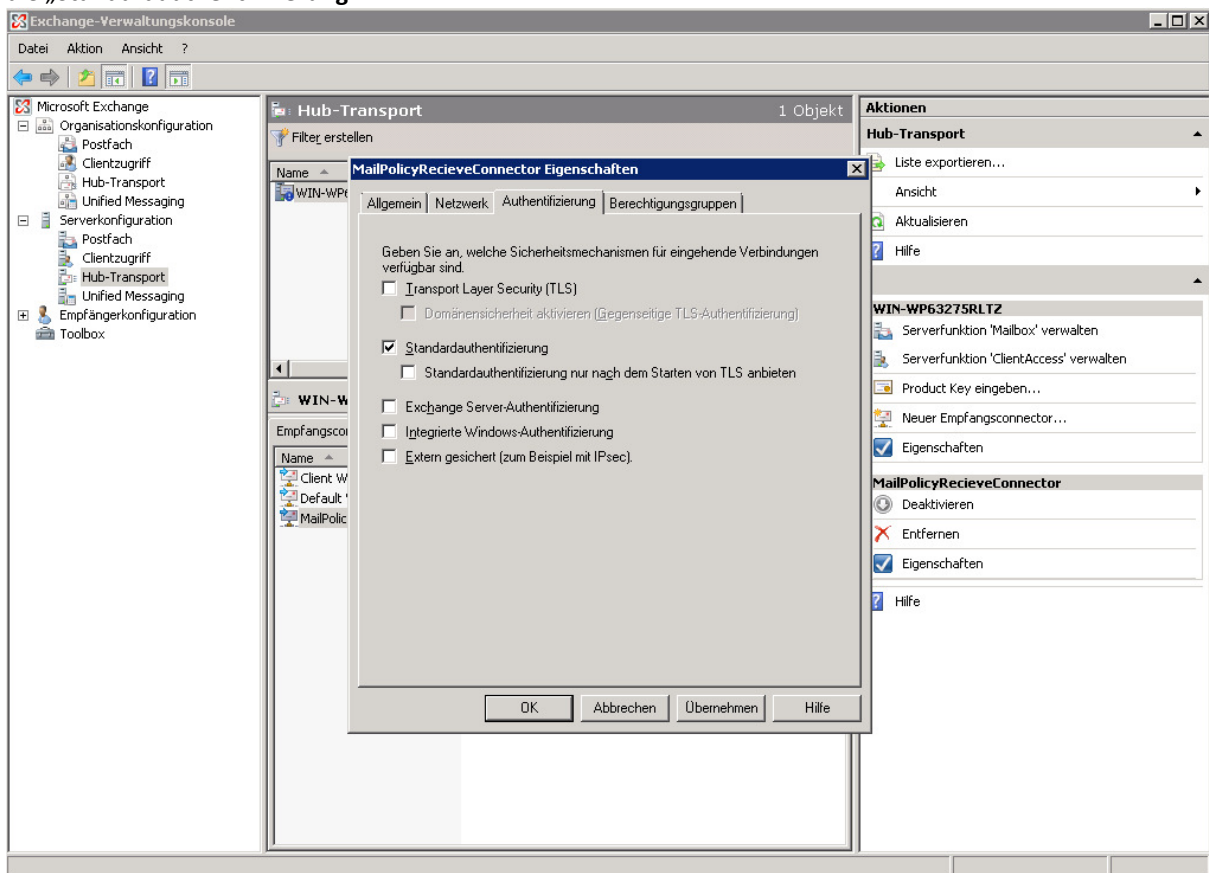 Exchange-Verwaltungskonsole
Datei Aktion Ansicht ?
Microsoft Exchange
Organisationskonfiguration
Postfach
Clientzugriff
Hub-Transport
Unified Messaging
Serverkonfiguration
Postfach
Clientzugriff
Hub-Transport
Unified Messaging
Empfängerkonfiguration
Toolbox
Hub-Transport 1 Objekt
Filter erstellen
Name
WIN-WP6
WIN-W
Empfangscon
Name
Client W
Default
MailPolic
MailPolicyRecieveConnector Eigenschaften
Allgemein Netzwerk Authentifizierung Berechtigungsgruppen
Geben Sie an, welche Sicherheitsmechanismen für eingehende Verbindungen
verfügbar sind.
Transport Layer Security (TLS)
Domänensicherheit aktivieren (Gegenseitige TLS-Authentifizierung)
Standardauthentifizierung
Standardauthentifizierung nur nach dem Starten von TLS anbieten
Exchange Server-Authentifizierung
Integrierte Windows-Authentifizierung
Extern gesichert (zum Beispiel mit IPsec).
OK Abbrechen Übernehmen Hilfe
Aktionen
Hub-Transport
Liste exportieren...
Ansicht
Aktualisieren
Hilfe
WIN-WP63275RLTZ
Serverfunktion 'Mailbox' verwalten
Serverfunktion 'ClientAccess' verwalten
Product Key eingeben...
Neuer Empfangsconnector...
Eigenschaften
MailPolicyRecieveConnector
Deaktivieren
Entfernen
Eigenschaften
Hilfe